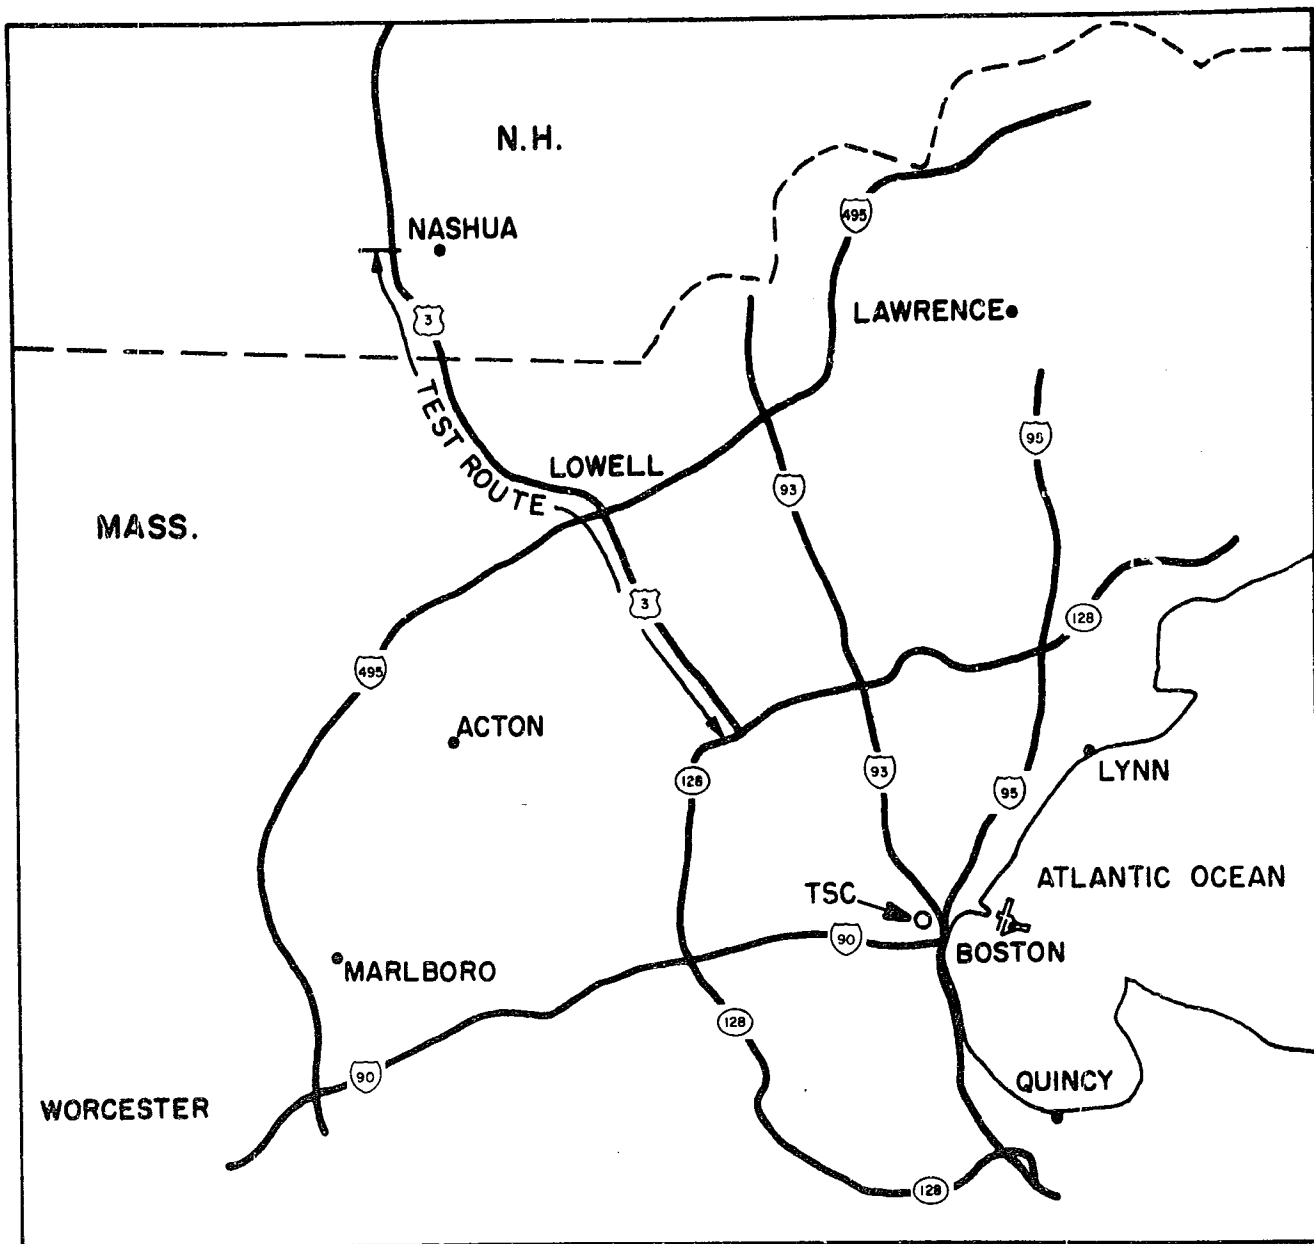 N.H.
495
NASHUA
LAWRENCE
3
TEST ROUTE
95
LOWELL
93
MASS.
3
128
495
ACTON
93
LYNN
128
95
ATLANTIC OCEAN
TSC
90
BOSTON
MARLBORO
128
90
QUINCY
WORCESTER
128